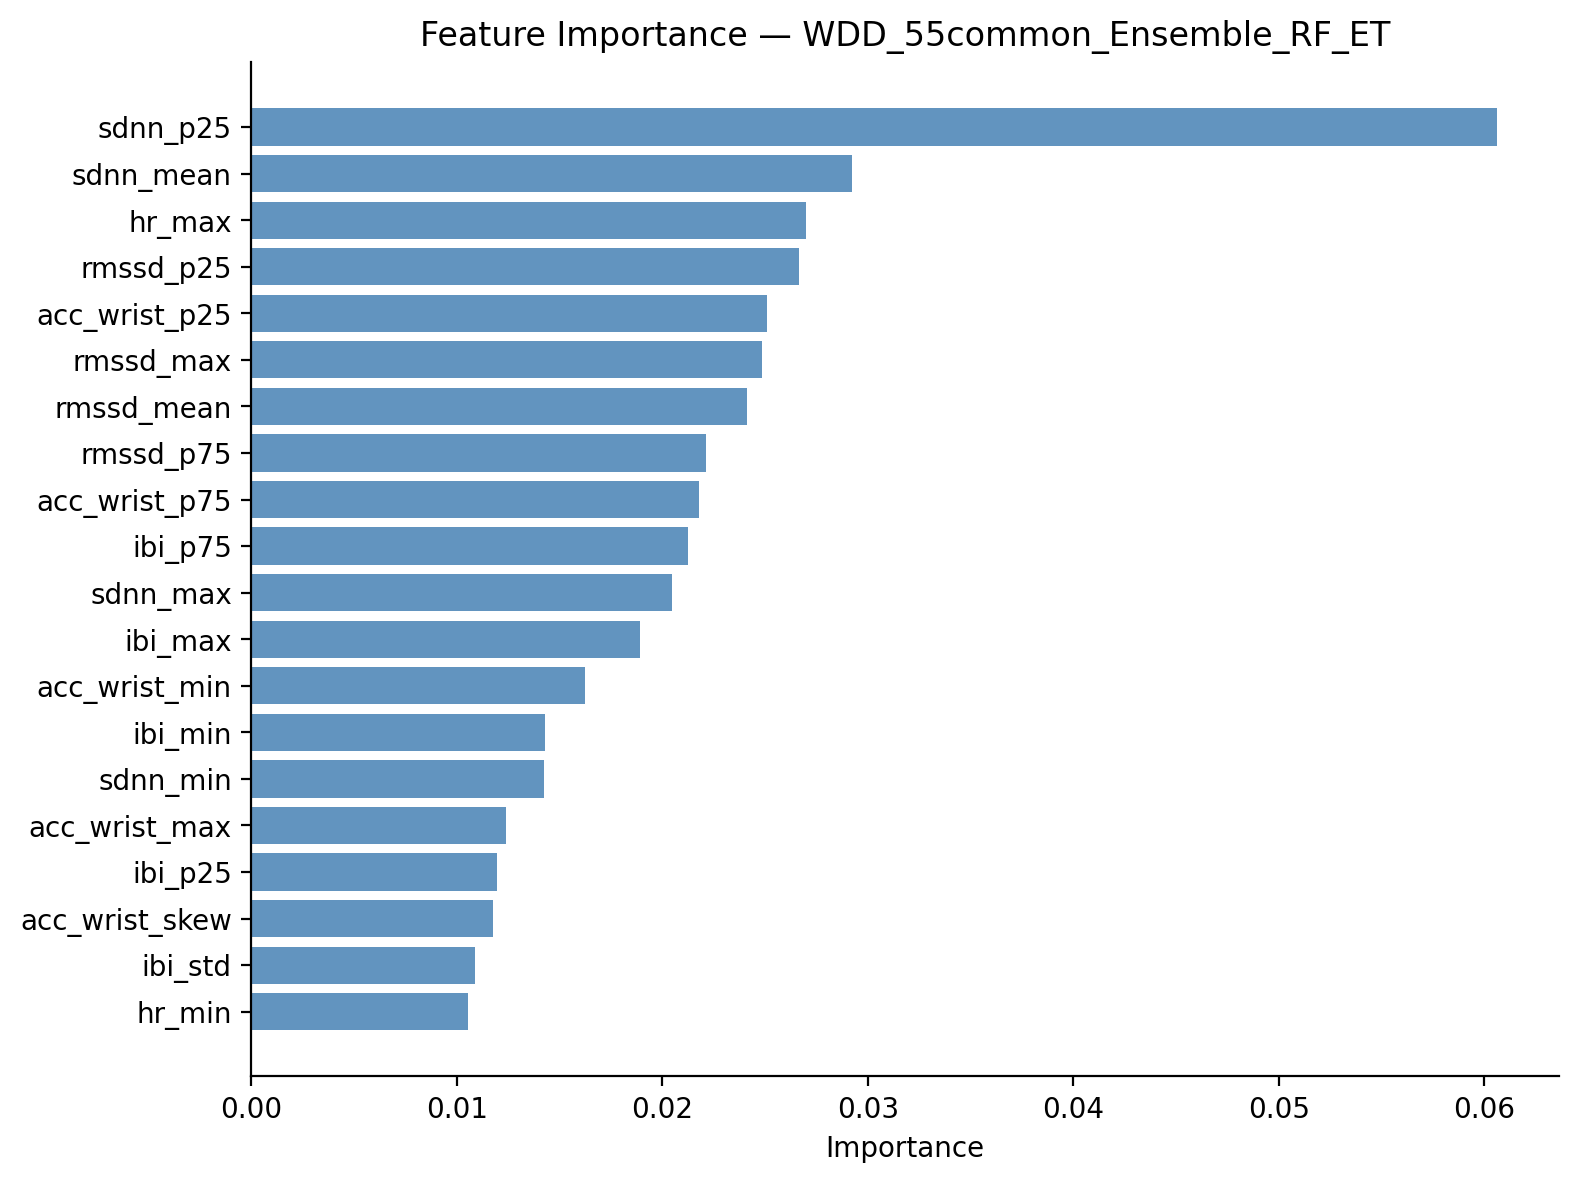 Feature Importance — WDD_55common_Ensemble_RF_ET
sdnn_p25
sdnn_mean
hr_max
rmssd_p25
acc_wrist_p25
rmssd_max
rmssd_mean
rmssd_p75
acc_wrist_p75
ibi_p75
sdnn_max
ibi_max
acc_wrist_min
ibi_min
sdnn_min
acc_wrist_max
ibi_p25
acc_wrist_skew
ibi_std
hr_min
0.00 0.01 0.02 0.03 0.04 0.05 0.06
Importance